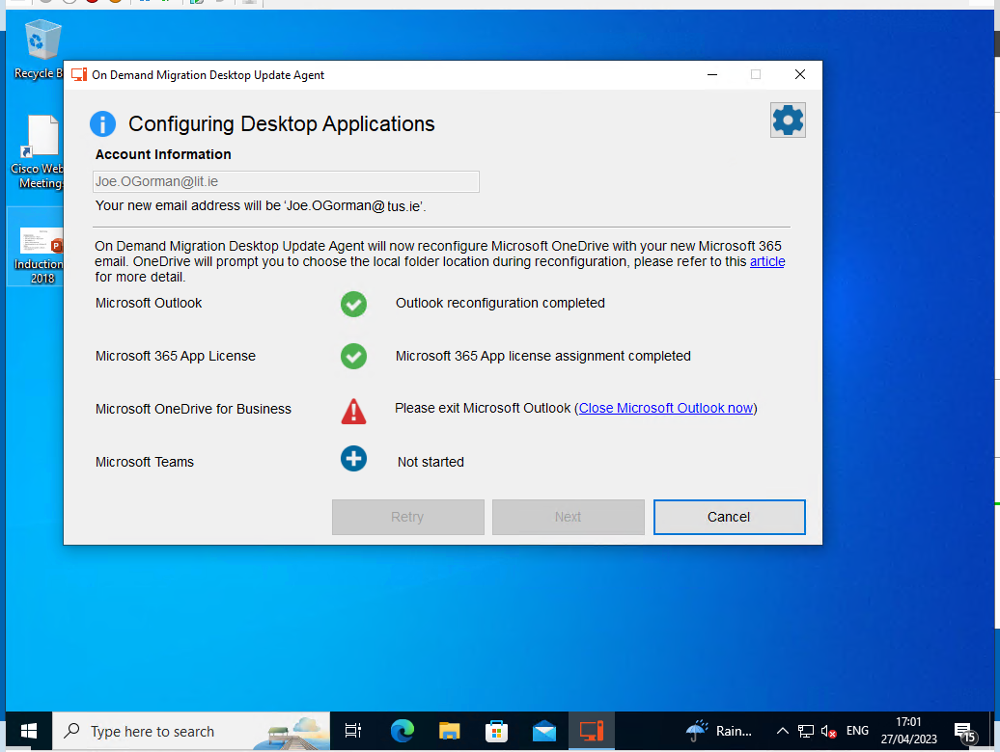 Recycle B
On Demand Migration Desktop Update Agent
Configuring Desktop Applications
Account Information
Joe.OGorman@lit.ie
Your new email address will be ‘Joe.OGorman@tus.ie’.
Cisco Web
Meeting
On Demand Migration Desktop Update Agent will now reconfigure Microsoft OneDrive with your new Microsoft 365
email. OneDrive will prompt you to choose the local folder location during reconfiguration, please refer to this article
for more detail.
Induction
2018
Microsoft Outlook
Outlook reconfiguration completed
Microsoft 365 App License
Microsoft 365 App license assignment completed
Microsoft OneDrive for Business
Please exit Microsoft Outlook (Close Microsoft Outlook now)
Microsoft Teams
Not started
Retry
Next
Cancel
Type here to search
Rain...
ENG
17:01
27/04/2023
15